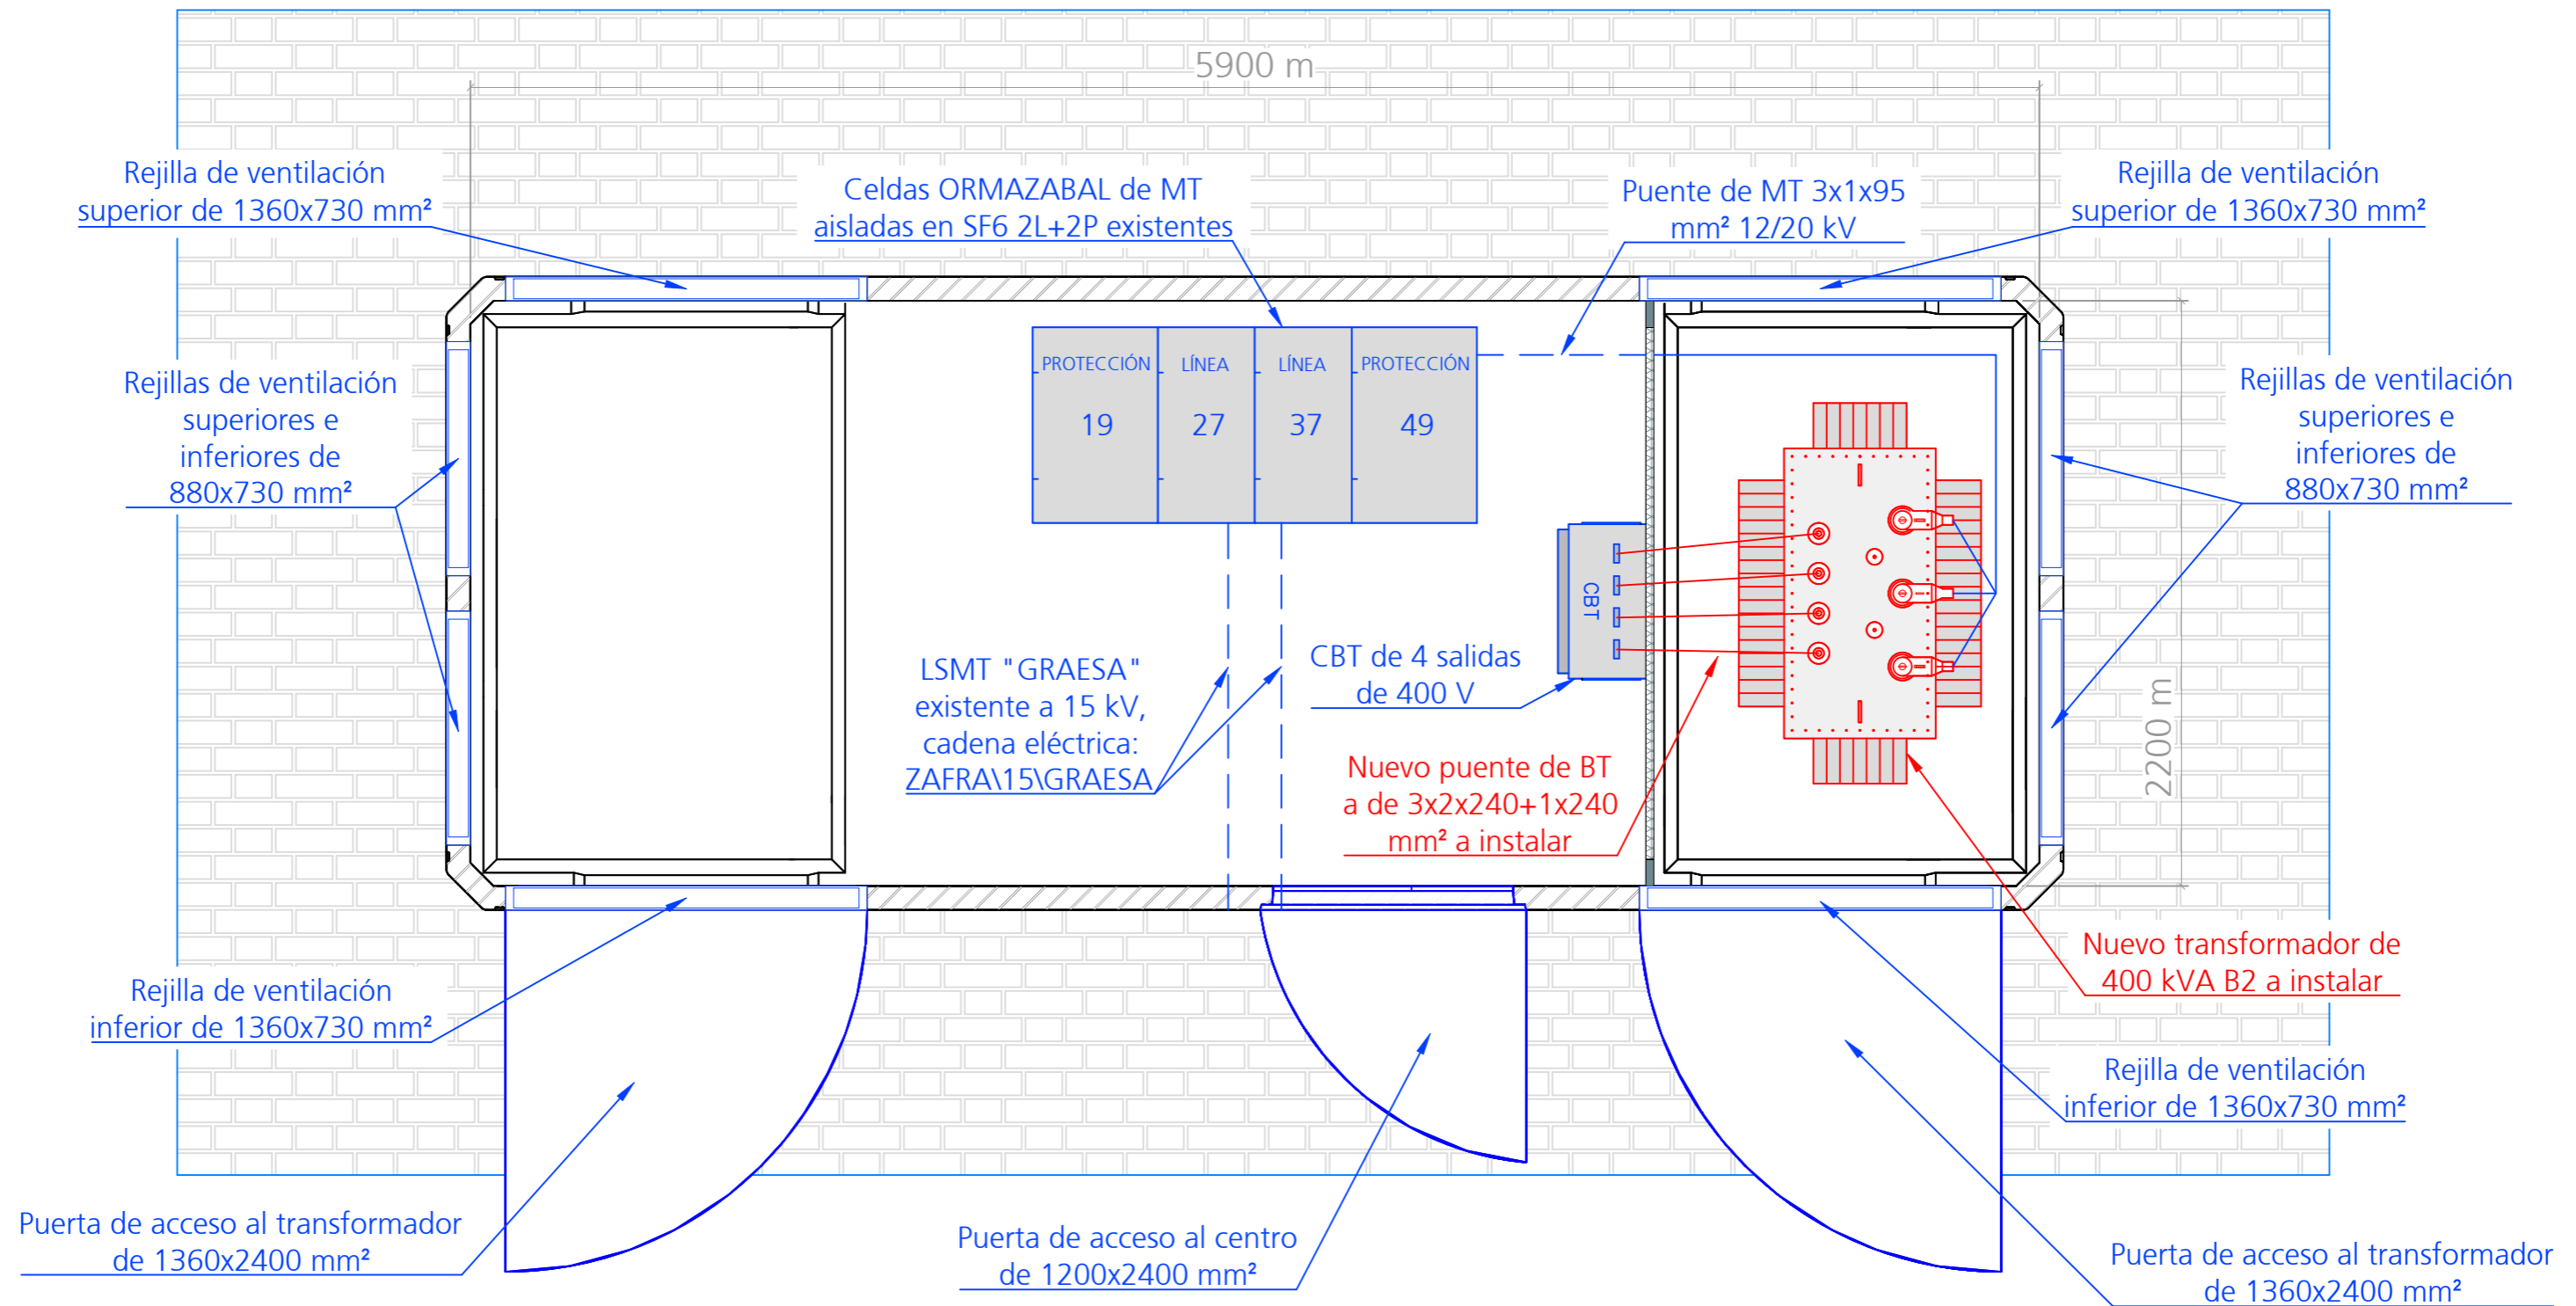 5900 m
Rejilla de ventilación
superior de 1360x730 mm²
Celdas ORMAZABAL de MT
aisladas en SF6 2L+2P existentes
Puente de MT 3x1x95
mm² 12/20 kV
Rejilla de ventilación
superior de 1360x730 mm²
Rejillas de ventilación
superiores e
inferiores de
880x730 mm²
PROTECCIÓN
19
LÍNEA
27
LÍNEA
37
PROTECCIÓN
49
Rejillas de ventilación
superiores e
inferiores de
880x730 mm²
CBT
LSMT "GRAESA"
existente a 15 kV,
cadena eléctrica:
ZAFRA\15\GRAESA
CBT de 4 salidas
de 400 V
Nuevo puente de BT
a de 3x2x240+1x240
mm² a instalar
2200 m
Nuevo transformador de
400 kVA B2 a instalar
Rejilla de ventilación
inferior de 1360x730 mm²
Rejilla de ventilación
inferior de 1360x730 mm²
Puerta de acceso al transformador
de 1360x2400 mm²
Puerta de acceso al centro
de 1200x2400 mm²
Puerta de acceso al transformador
de 1360x2400 mm²